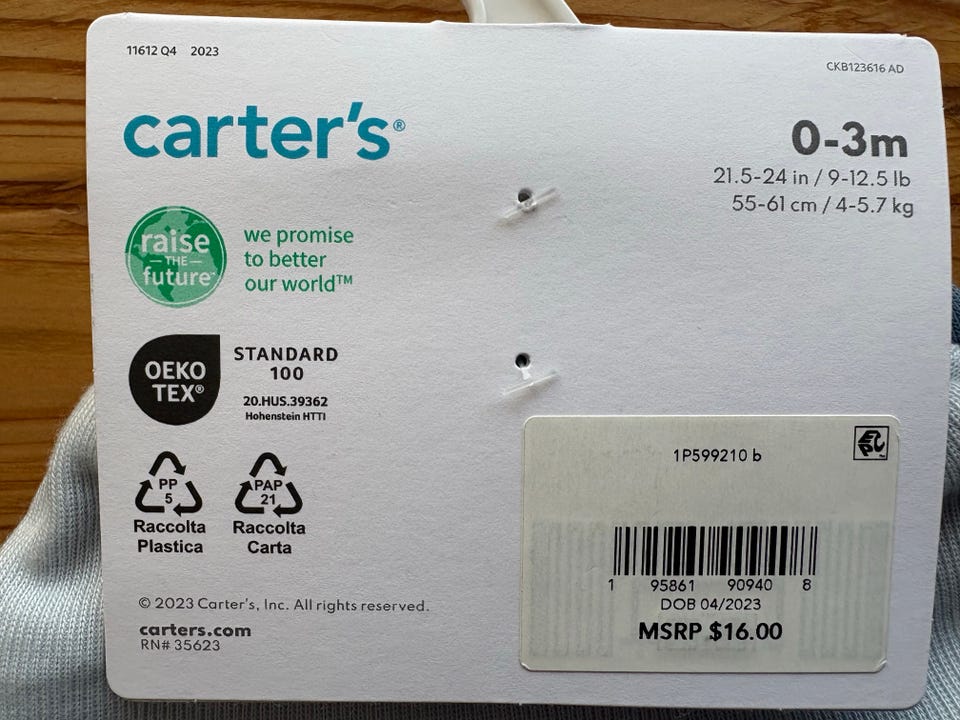 11612 Q4 2023
CKB123616 AD
carter's®
0-3m
21.5-24 in / 9-12.5 lb
55-61 cm / 4-5.7 kg
raise
THE
future™
we promise
to better
our world™
OEKO
TEX®
STANDARD
100
20.HUS.39362
Hohenstein HTTI
PP
5
Raccolta
Plastica
PAP
21
Raccolta
Carta
© 2023 Carter's, Inc. All rights reserved.
carters.com
RN# 35623
EPC
1P599210 b
1 95861 90940 8
DOB 04/2023
MSRP $16.00